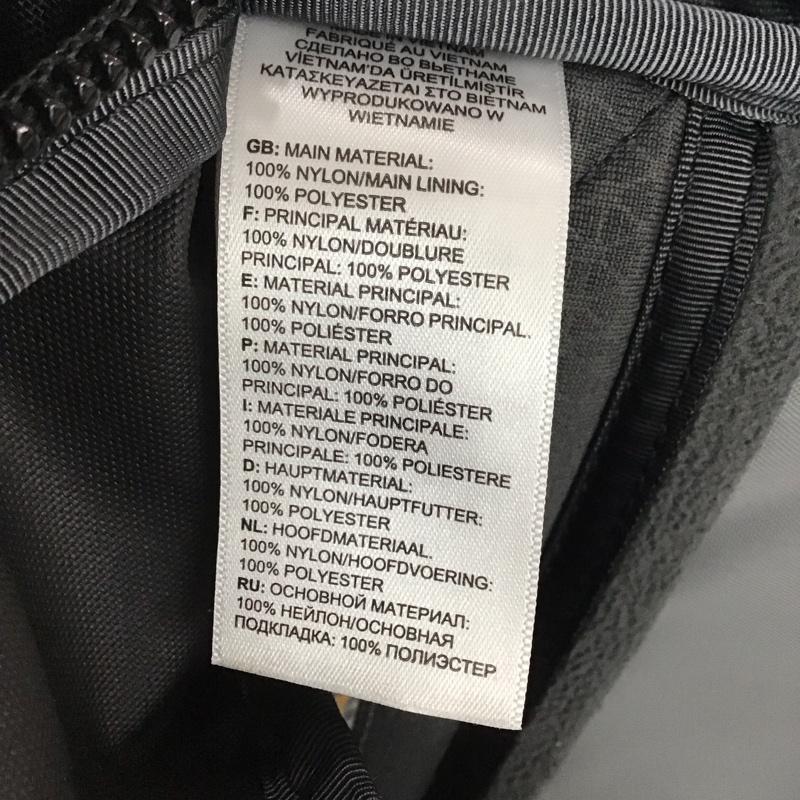 FABRIQUÉ AU VIETNAM
СДЕЛАНО ВО ВЬЕТНАМЕ
VİETNAM'DA ÜRETİLMİŞTİR
ΚΑΤΑΣΚΕΥΑΖΕΤΑΙ ΣΤΟ ΒΙΕΤΝΑΜ
WYPRODUKOWANO W
WIETNAMIE
GB: MAIN MATERIAL:
100% NYLON/MAIN LINING:
100% POLYESTER
F: PRINCIPAL MATÉRIAU:
100% NYLON/DOUBLURE
PRINCIPAL: 100% POLYESTER
E: MATERIAL PRINCIPAL:
100% NYLON/FORRO PRINCIPAL.
100% POLIÉSTER
P: MATERIAL PRINCIPAL:
100% NYLON/FORRO DO
PRINCIPAL: 100% POLIÉSTER
I: MATERIALE PRINCIPALE:
100% NYLON/FODERA
PRINCIPALE: 100% POLIESTERE
D: HAUPTMATERIAL:
100% NYLON/HAUPTFUTTER:
100% POLYESTER
NL: HOOFDMATERIAAL.
100% NYLON/HOOFDVOERING:
100% POLYESTER
RU: ОСНОВНОЙ МАТЕРИАЛ:
100% НЕЙЛОН/ОСНОВНАЯ
ПОДКЛАДКА: 100% ПОЛИЭСТЕР